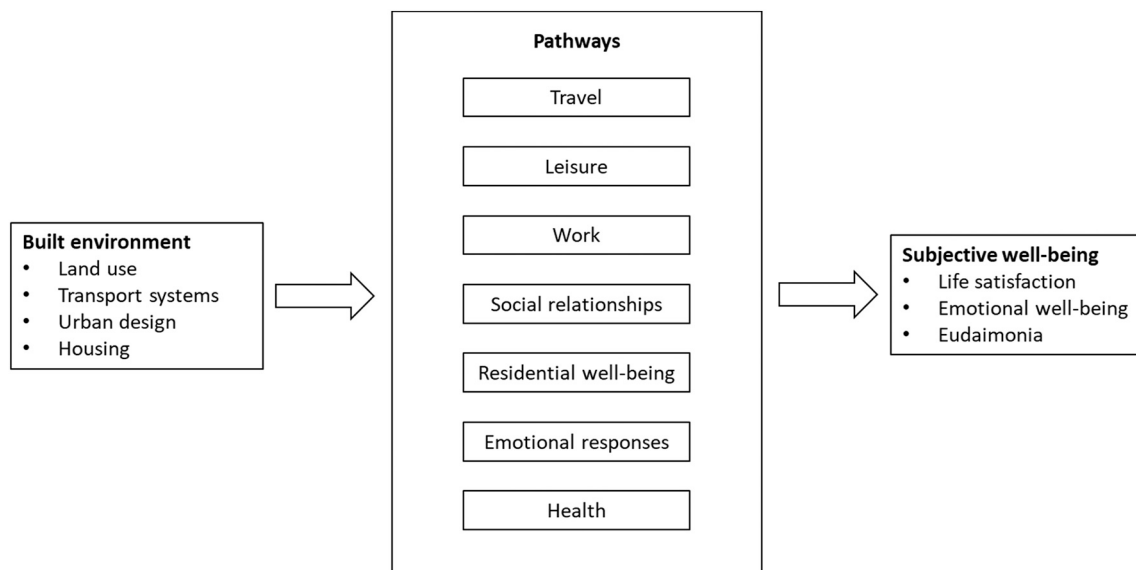 Built environment
• Land use
• Transport systems
• Urban design
• Housing
Pathways
Travel
Leisure
Work
Social relationships
Residential well-being
Emotional responses
Health
Subjective well-being
• Life satisfaction
• Emotional well-being
• Eudaimonia